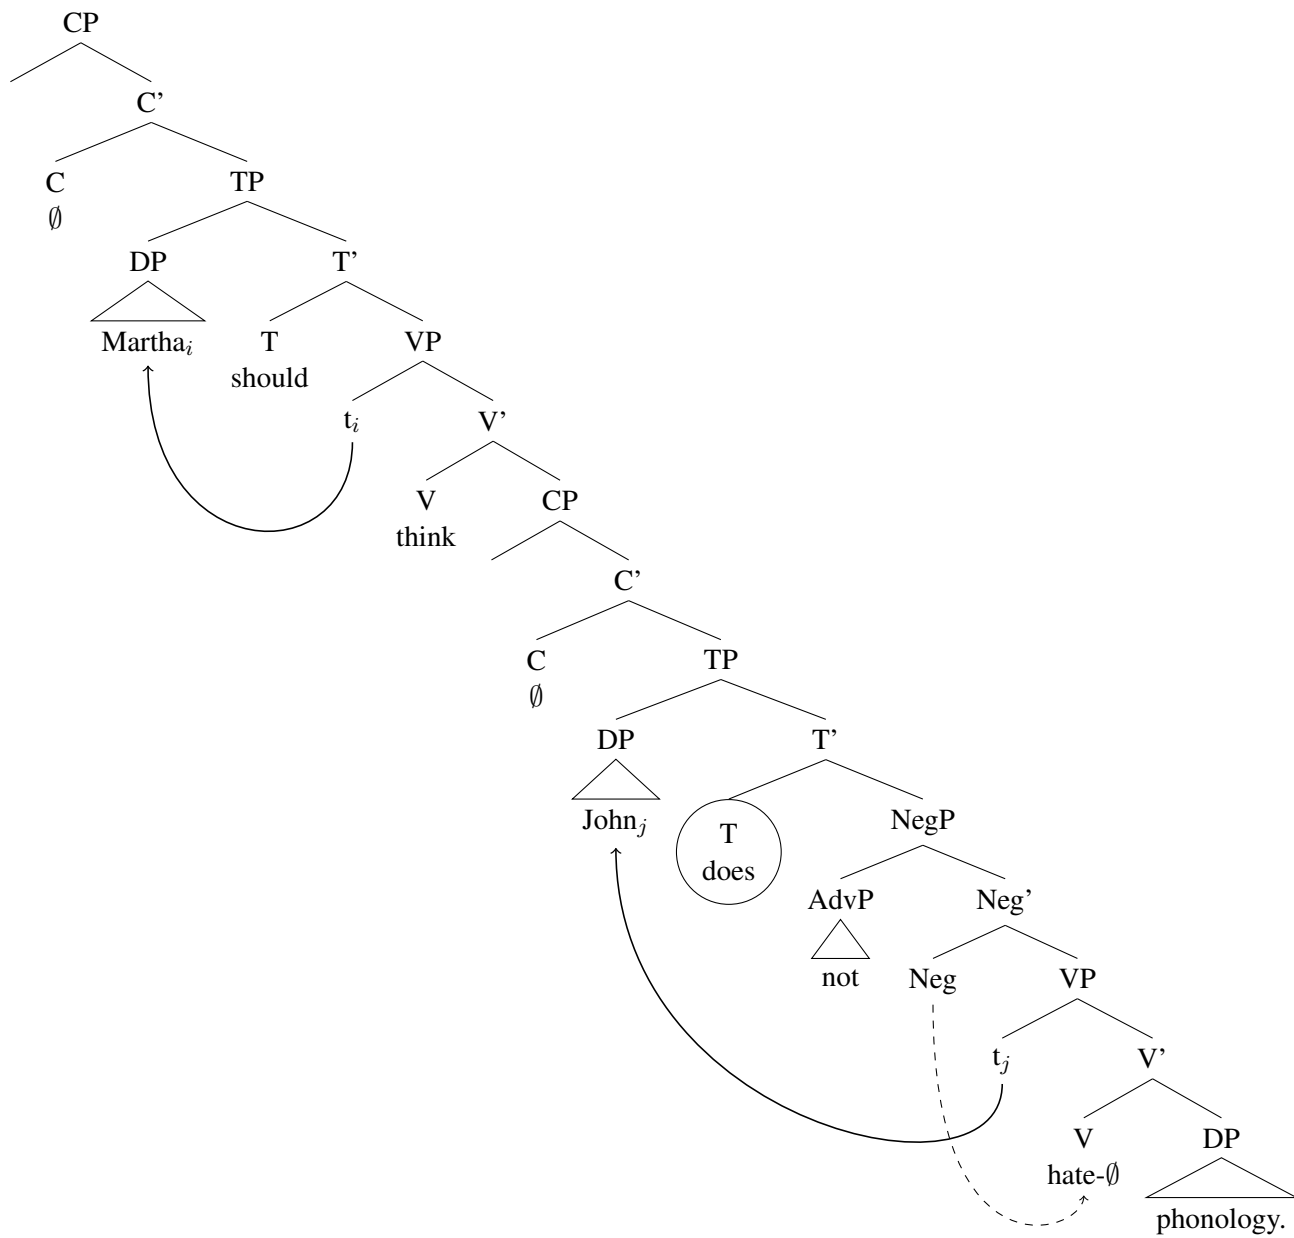 CP
C’
C TP
∅
DP T’
Martha_i T VP
should
t_i V’
V CP
think
C’
C TP
∅
DP T’
John_j T NegP
does
AdvP Neg’
not Neg VP
t_j V’
V DP
hate-∅
phonology.